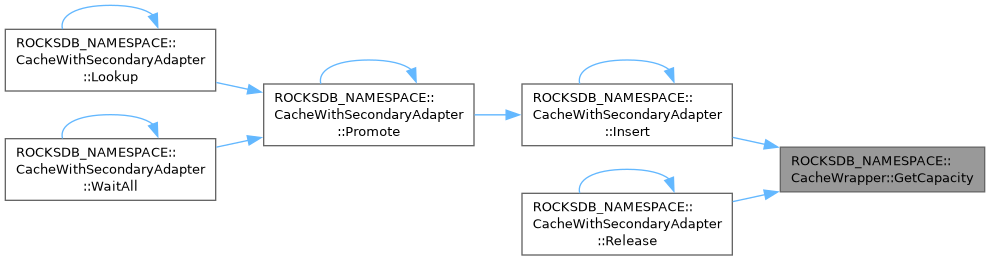 ROCKSDB_NAMESPACE::
CacheWithSecondaryAdapter
::Lookup
ROCKSDB_NAMESPACE::
CacheWithSecondaryAdapter
::WaitAll
ROCKSDB_NAMESPACE::
CacheWithSecondaryAdapter
::Promote
ROCKSDB_NAMESPACE::
CacheWithSecondaryAdapter
::Insert
ROCKSDB_NAMESPACE::
CacheWithSecondaryAdapter
::Release
ROCKSDB_NAMESPACE::
CacheWrapper::GetCapacity